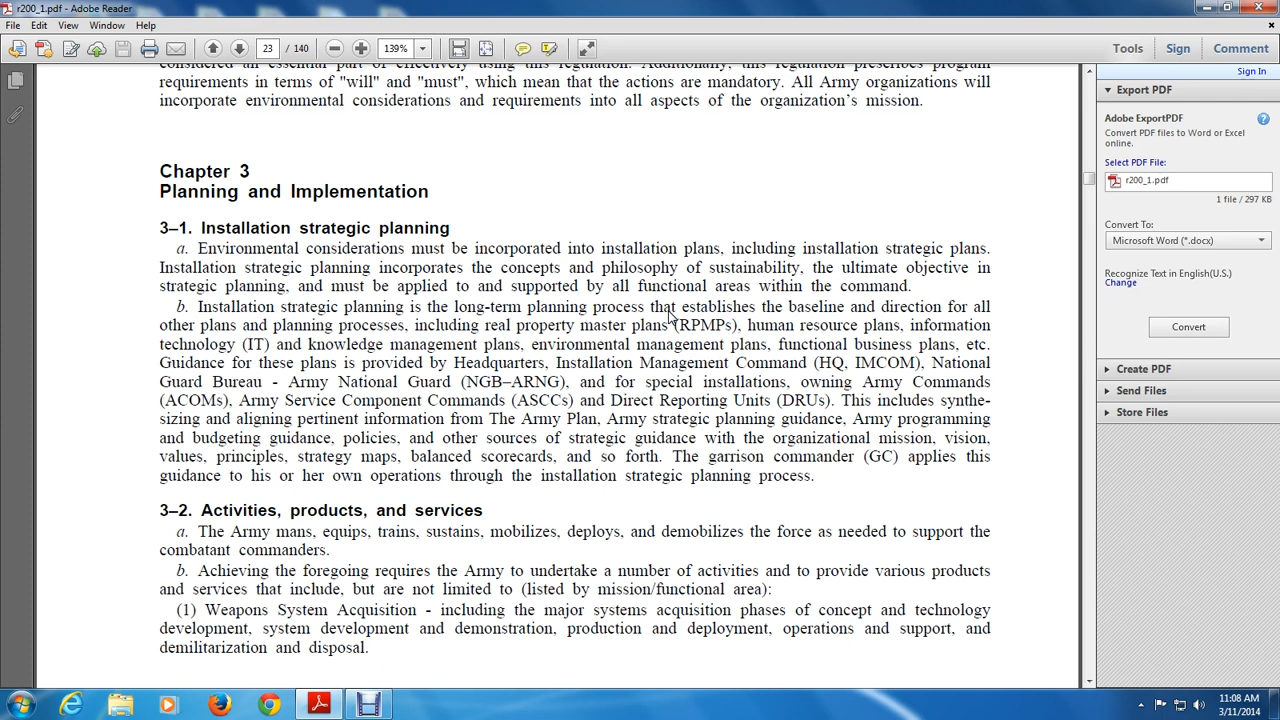 r200_1.pdf - Adobe Reader
File Edit View Window Help
23 / 140 139% Tools Sign Comment
requirements in terms of "will" and "must", which mean that the actions are mandatory. All Army organizations will
incorporate environmental considerations and requirements into all aspects of the organization's mission.
Chapter 3
Planning and Implementation
3–1. Installation strategic planning
a. Environmental considerations must be incorporated into installation plans, including installation strategic plans.
Installation strategic planning incorporates the concepts and philosophy of sustainability, the ultimate objective in
strategic planning, and must be applied to and supported by all functional areas within the command.
b. Installation strategic planning is the long-term planning process that establishes the baseline and direction for all
other plans and planning processes, including real property master plans (RPMPs), human resource plans, information
technology (IT) and knowledge management plans, environmental management plans, functional business plans, etc.
Guidance for these plans is provided by Headquarters, Installation Management Command (HQ, IMCOM), National
Guard Bureau - Army National Guard (NGB–ARNG), and for special installations, owning Army Commands
(ACOMs), Army Service Component Commands (ASCCs) and Direct Reporting Units (DRUs). This includes synthe-
sizing and aligning pertinent information from The Army Plan, Army strategic planning guidance, Army programming
and budgeting guidance, policies, and other sources of strategic guidance with the organizational mission, vision,
values, principles, strategy maps, balanced scorecards, and so forth. The garrison commander (GC) applies this
guidance to his or her own operations through the installation strategic planning process.
3–2. Activities, products, and services
a. The Army mans, equips, trains, sustains, mobilizes, deploys, and demobilizes the force as needed to support the
combatant commanders.
b. Achieving the foregoing requires the Army to undertake a number of activities and to provide various products
and services that include, but are not limited to (listed by mission/functional area):
(1) Weapons System Acquisition - including the major systems acquisition phases of concept and technology
development, system development and demonstration, production and deployment, operations and support, and
demilitarization and disposal.
Sign In
Export PDF
Adobe ExportPDF
Convert PDF files to Word or Excel
online.
Select PDF File:
r200_1.pdf
1 file / 297 KB
Convert To:
Microsoft Word (*.docx)
Recognize Text in English(U.S.)
Change
Convert
Create PDF
Send Files
Store Files
11:08 AM
3/11/2014